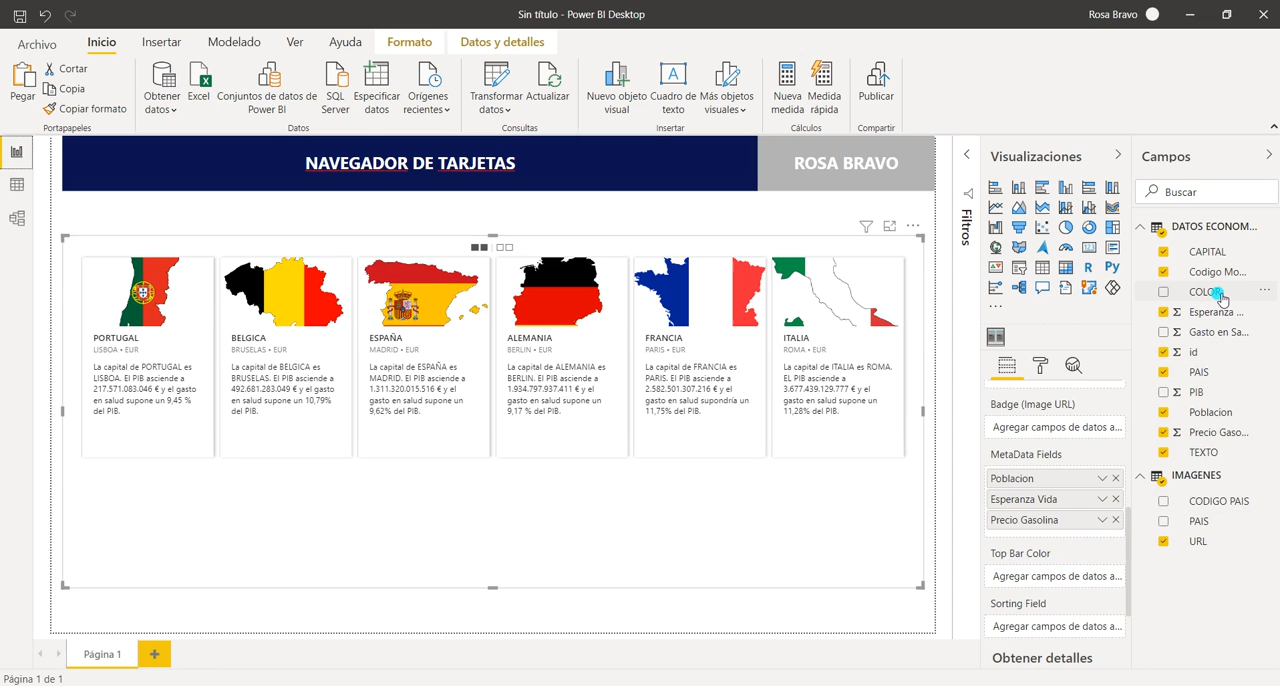 Sin título - Power BI Desktop
Rosa Bravo
Archivo
Inicio
Insertar
Modelado
Ver
Ayuda
Formato
Datos y detalles
Pegar
Cortar
Copia
Copiar formato
Portapapeles
Obtener datos
Excel
Conjuntos de datos de Power BI
SQL Server
Especificar datos
Orígenes recientes
Datos
Transformar datos
Actualizar
Consultas
Nuevo objeto visual
Cuadro de texto
Más objetos visuales
Insertar
Nueva medida
Medida rápida
Cálculos
Publicar
Compartir
NAVEGADOR DE TARJETAS
ROSA BRAVO
PORTUGAL
LISBOA • EUR
La capital de PORTUGAL es
LISBOA. El PIB asciende a
217.571.083.046 € y el gasto
en salud supone un 9,45 %
del PIB.
BELGICA
BRUSELAS • EUR
La capital de BELGICA es
BRUSELAS. El PIB asciende a
492.681.283.049 € y el gasto
en salud supone un 10,79%
del PIB.
ESPAÑA
MADRID • EUR
La capital de ESPAÑA es
MADRID. El PIB asciende a
1.311.320.015.516 € y el
gasto en salud supone un
9,62% del PIB.
ALEMANIA
BERLIN • EUR
La capital de ALEMANIA es
BERLIN. El PIB asciende a
1.934.797.937.411 € y el
gasto en salud supone un
9,17 % del PIB.
FRANCIA
PARIS • EUR
La capital de FRANCIA es
PARIS. El PIB asciende a
2.582.501.307.216 € y el
gasto en salud supondría un
11,75% del PIB.
ITALIA
ROMA • EUR
La capital de ITALIA es ROMA.
EL PIB asciende a
3.677.439.129.777 € y el
gasto en salud supone un
11,28% del PIB.
Filtros
Visualizaciones
R
Py
Badge (Image URL)
Agregar campos de datos a...
MetaData Fields
Poblacion
Esperanza Vida
Precio Gasolina
Top Bar Color
Agregar campos de datos a...
Sorting Field
Agregar campos de datos a...
Obtener detalles
Campos
Buscar
DATOS ECONOM...
CAPITAL
Codigo Mo...
COLOR
Esperanza ...
Gasto en Sa...
id
PAIS
PIB
Poblacion
Precio Gaso...
TEXTO
IMAGENES
CODIGO PAIS
PAIS
URL
Página 1
Página 1 de 1